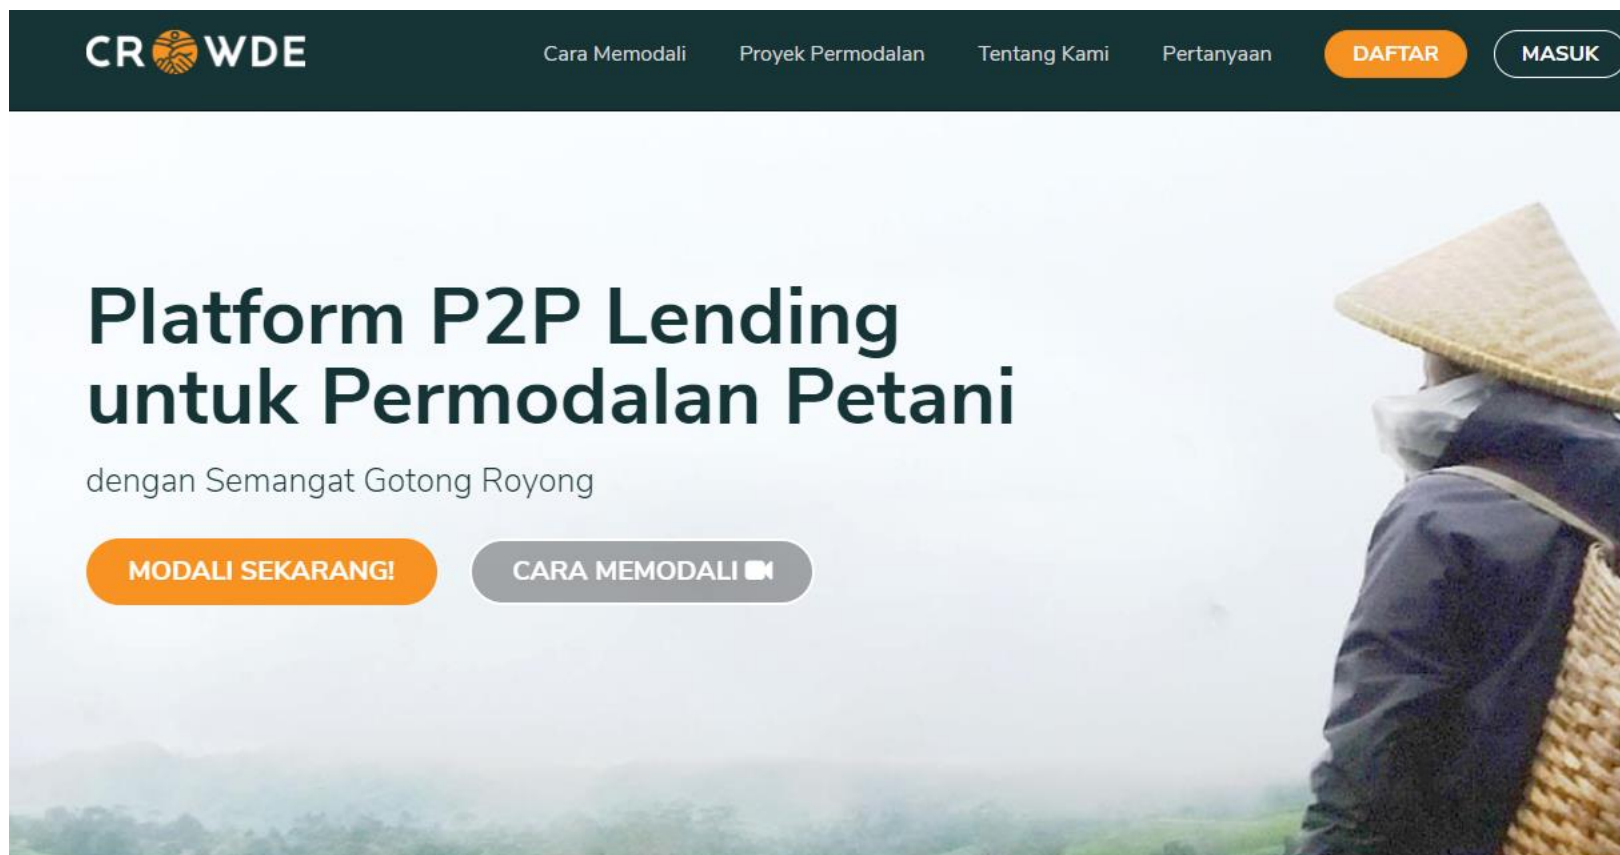 CROWDE
Cara Memodali Proyek Permodalan Tentang Kami Pertanyaan DAFTAR MASUK
Platform P2P Lending
untuk Permodalan Petani
dengan Semangat Gotong Royong
MODALI SEKARANG! CARA MEMODALI